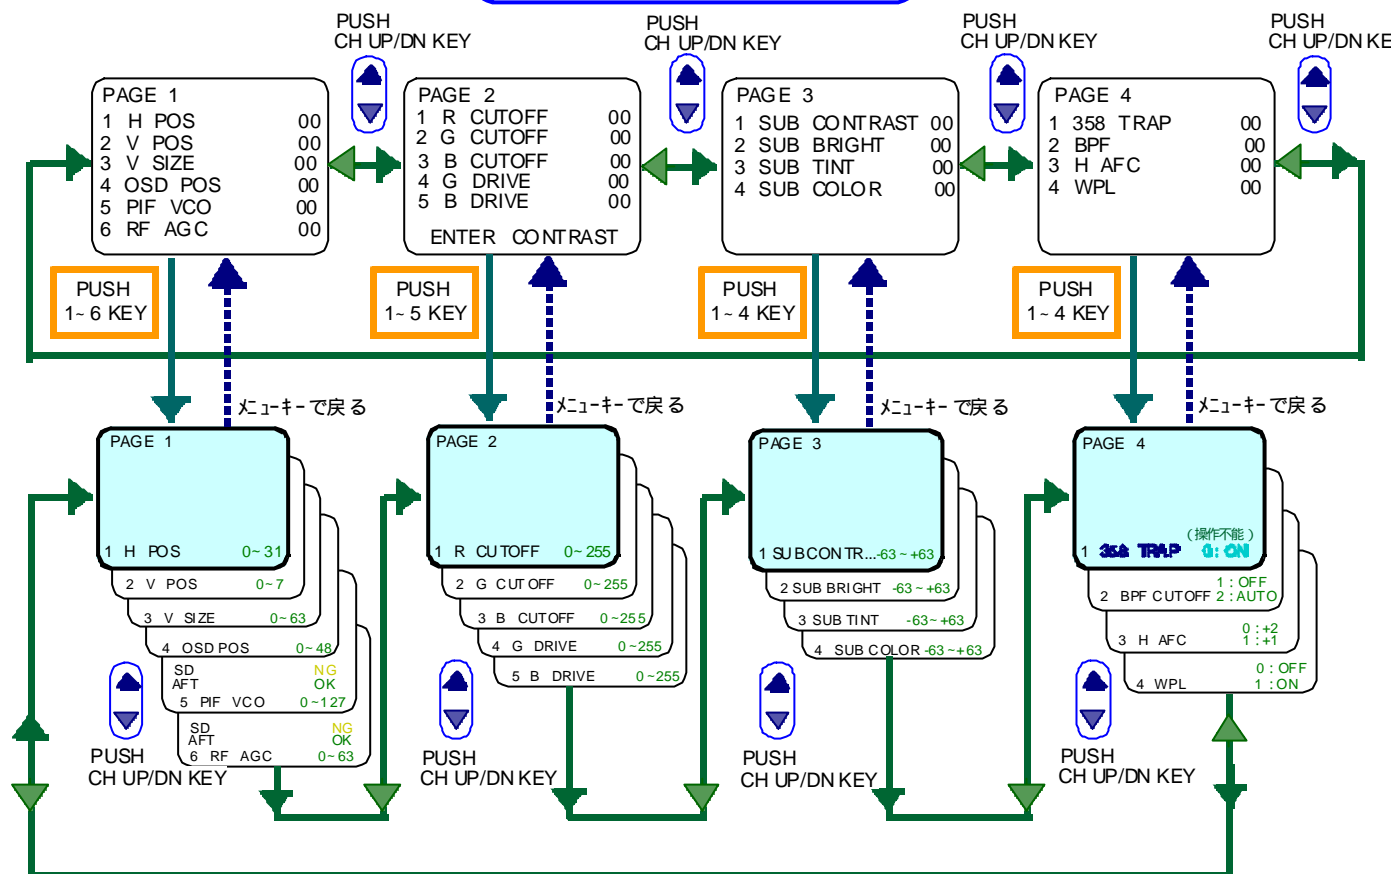 PUSH
CH UP/DN KEY
PUSH
CH UP/DN KEY
PUSH
CH UP/DN KEY
PUSH
CH UP/DN KE
PAGE 1
1 H POS 00
2 V POS 00
3 V SIZE 00
4 OSD POS 00
5 PIF VCO 00
6 RF AGC 00
PAGE 2
1 R CUTOFF 00
2 G CUTOFF 00
3 B CUTOFF 00
4 G DRIVE 00
5 B DRIVE 00
ENTER CONTRAST
PAGE 3
1 SUB CONTRAST 00
2 SUB BRIGHT 00
3 SUB TINT 00
4 SUB COLOR 00
PAGE 4
1 358 TRAP 00
2 BPF 00
3 H AFC 00
4 WPL 00
PUSH
1~6 KEY
PUSH
1~5 KEY
PUSH
1~4 KEY
PUSH
1~4 KEY
メニューキーで戻る
メニューキーで戻る
メニューキーで戻る
メニューキーで戻る
PAGE 1
1 H POS 0~31
2 V POS 0~7
3 V SIZE 0~63
4 OSD POS 0~48
SD NG
AFT OK
5 PIF VCO 0~127
SD NG
AFT OK
6 RF AGC 0~63
PUSH
CH UP/DN KEY
PAGE 2
1 R CUTOFF 0~255
2 G CUTOFF 0~255
3 B CUTOFF 0~255
4 G DRIVE 0~255
5 B DRIVE 0~255
PUSH
CH UP/DN KEY
PAGE 3
1 SUBCONTR...-63~+63
2 SUB BRIGHT -63~+63
3 SUB TINT -63~+63
4 SUB COLOR -63~+63
PUSH
CH UP/DN KEY
PAGE 4
（操作不能）
1 358 TRAP 0: ON
1 : OFF
2 BPF CUTOFF 2 : AUTO
0 : +2
3 H AFC 1 : +1
0 : OFF
4 WPL 1 : ON
PUSH
CH UP/DN KEY